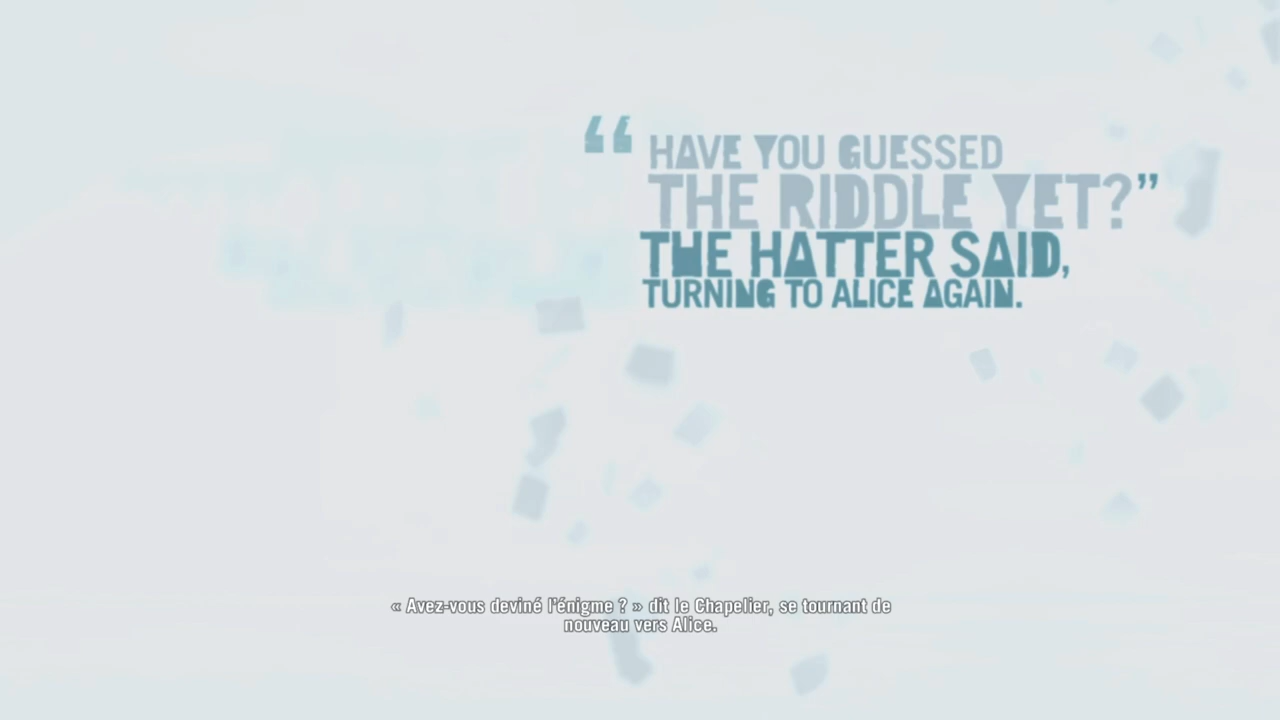 “HAVE YOU GUESSED
THE RIDDLE YET?”
THE HATTER SAID,
TURNING TO ALICE AGAIN.
« Avez-vous deviné l'énigme ? » dit le Chapelier, se tournant de
nouveau vers Alice.